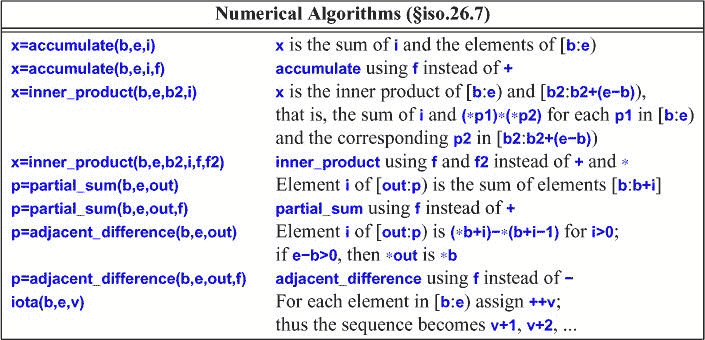 Numerical Algorithms (§iso.26.7)
x=accumulate(b,e,i) x is the sum of i and the elements of [b:e)
x=accumulate(b,e,i,f) accumulate using f instead of +
x=inner_product(b,e,b2,i) x is the inner product of [b:e) and [b2:b2+(e−b)),
that is, the sum of i and (∗p1)∗(∗p2) for each p1 in [b:e)
and the corresponding p2 in [b2:b2+(e−b))
x=inner_product(b,e,b2,i,f,f2) inner_product using f and f2 instead of + and ∗
p=partial_sum(b,e,out) Element i of [out:p) is the sum of elements [b:b+i]
p=partial_sum(b,e,out,f) partial_sum using f instead of +
p=adjacent_difference(b,e,out) Element i of [out:p) is (∗b+i)−∗(b+i−1) for i>0;
if e−b>0, then ∗out is ∗b
p=adjacent_difference(b,e,out,f) adjacent_difference using f instead of −
iota(b,e,v) For each element in [b:e) assign ++v;
thus the sequence becomes v+1, v+2, ...